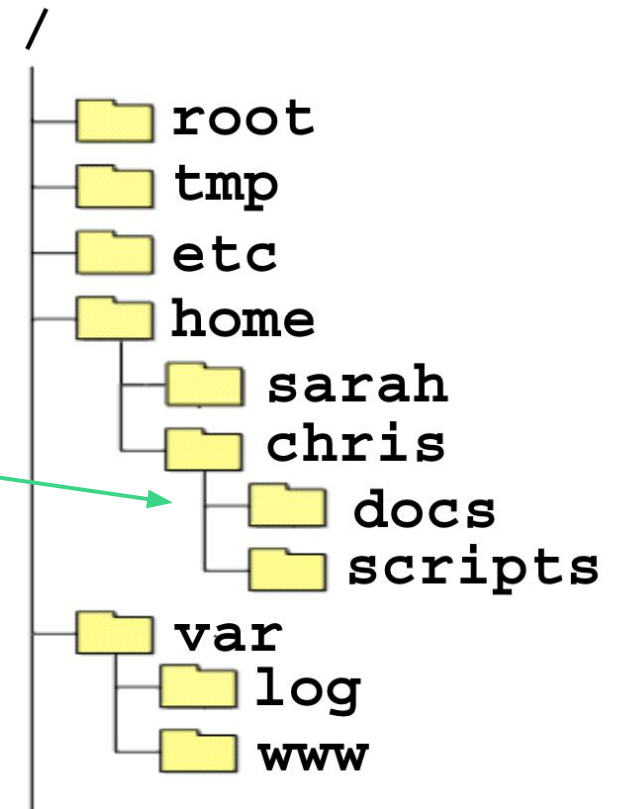 /
root
tmp
etc
home
sarah
chris
docs
scripts
var
log
www